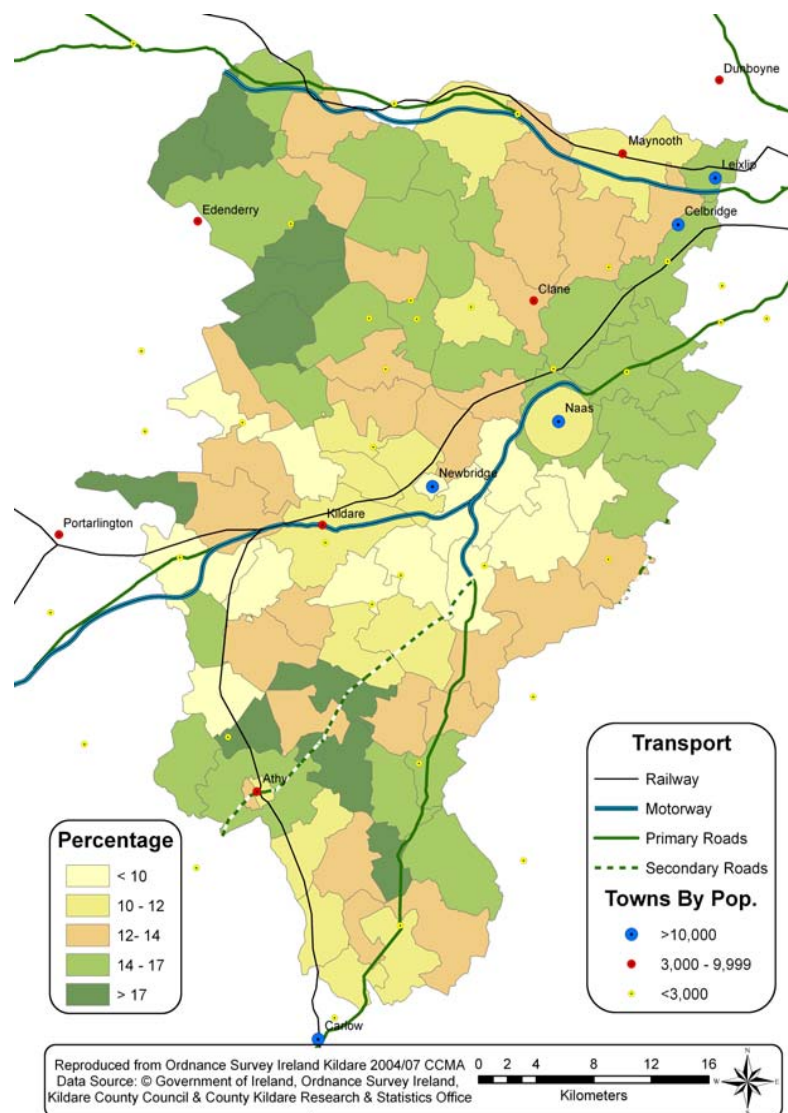 Dunboyne
Maynooth
Leixlip
Edenderry
Celbridge
Clane
Naas
Newbridge
Portarlington
Kildare
Athy
Carlow
Percentage
< 10
10 - 12
12- 14
14 - 17
> 17
Transport
Railway
Motorway
Primary Roads
Secondary Roads
Towns By Pop.
>10,000
3,000 - 9,999
<3,000
Reproduced from Ordnance Survey Ireland Kildare 2004/07 CCMA
Data Source: © Government of Ireland, Ordnance Survey Ireland,
Kildare County Council & County Kildare Research & Statistics Office
0 2 4 8 12 16
Kilometers
N
W E
S